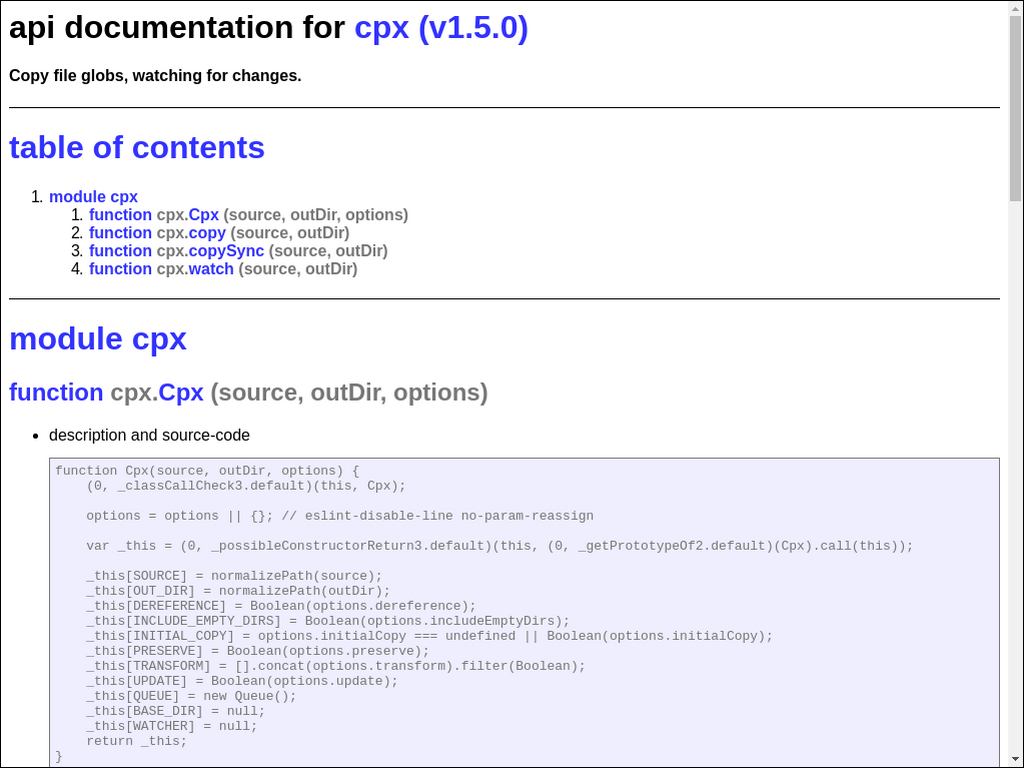 api documentation for cpx (v1.5.0)
Copy file globs, watching for changes.
table of contents
1. module cpx
1. function cpx.Cpx (source, outDir, options)
2. function cpx.copy (source, outDir)
3. function cpx.copySync (source, outDir)
4. function cpx.watch (source, outDir)
module cpx
function cpx.Cpx (source, outDir, options)
• description and source-code
function Cpx(source, outDir, options) {
    (0, _classCallCheck3.default)(this, Cpx);
    options = options || {}; // eslint-disable-line no-param-reassign
    var _this = (0, _possibleConstructorReturn3.default)(this, (0, _getPrototypeOf2.default)(Cpx).call(this));
    _this[SOURCE] = normalizePath(source);
    _this[OUT_DIR] = normalizePath(outDir);
    _this[DEREFERENCE] = Boolean(options.dereference);
    _this[INCLUDE_EMPTY_DIRS] = Boolean(options.includeEmptyDirs);
    _this[INITIAL_COPY] = options.initialCopy === undefined || Boolean(options.initialCopy);
    _this[PRESERVE] = Boolean(options.preserve);
    _this[TRANSFORM] = [].concat(options.transform).filter(Boolean);
    _this[UPDATE] = Boolean(options.update);
    _this[QUEUE] = new Queue();
    _this[BASE_DIR] = null;
    _this[WATCHER] = null;
    return _this;
}